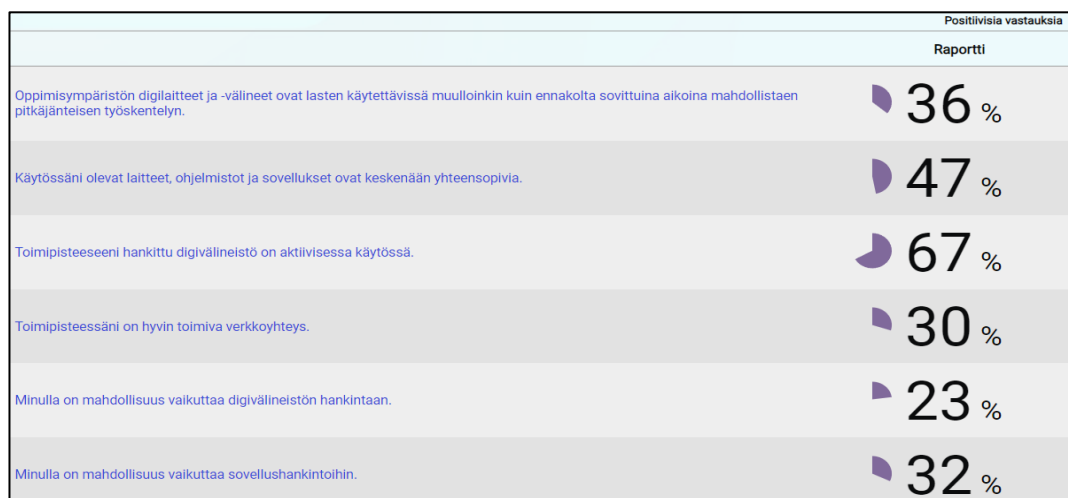 Positiivisia vastauksia
Raportti
Oppimisympäristön digilaitteet ja -välineet ovat lasten käytettävissä muulloinkin kuin ennakolta sovittuina aikoina mahdollistaen
pitkäjänteisen työskentelyn.
36 %
Käytössäni olevat laitteet, ohjelmistot ja sovellukset ovat keskenään yhteensopivia.
47 %
Toimipisteeseeni hankittu digivälineistö on aktiivisessa käytössä.
67 %
Toimipisteessäni on hyvin toimiva verkkoyhteys.
30 %
Minulla on mahdollisuus vaikuttaa digivälineistön hankintaan.
23 %
Minulla on mahdollisuus vaikuttaa sovellushankintoihin.
32 %